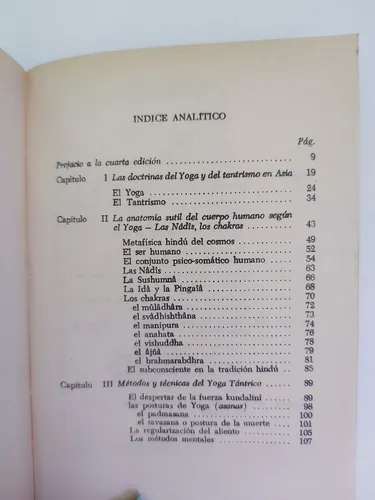 INDICE ANALÍTICO
Pág.
Prefacio a la cuarta edición .................. 9
Capítulo I Las doctrinas del Yoga y del tantrismo en Asia 19
El Yoga .................. 24
El Tantrismo .................. 34
Capítulo II La anatomía sutil del cuerpo humano según
el Yoga — Las Nâdîs, los chakras ......... 43
Metafísica hindú del cosmos ............ 49
El ser humano .................. 52
El conjunto psico-somático humano ...... 54
Las Nâdîs .................. 63
La Sushumnâ .................. 66
La Idâ y la Pingalâ .................. 68
Los chakras .................. 70
el mûlâdhâra .................. 72
el svâdhishthâna .................. 74
el manipura .................. 74
el anahata .................. 76
el vishuddha .................. 78
el âjñâ .................. 79
el brahmarabdhra .................. 81
El subconsciente en la tradición hindú .. 85
Capítulo III Métodos y técnicas del Yoga Tántrico ...... 89
El despertar de la fuerza kundalini ...... 89
las posturas de Yoga (asanas) ......... 98
el padmasana .................. 100
el ravasana o postura de la muerte .. 101
La regularización del aliento ......... 105
Los métodos mentales .................. 107